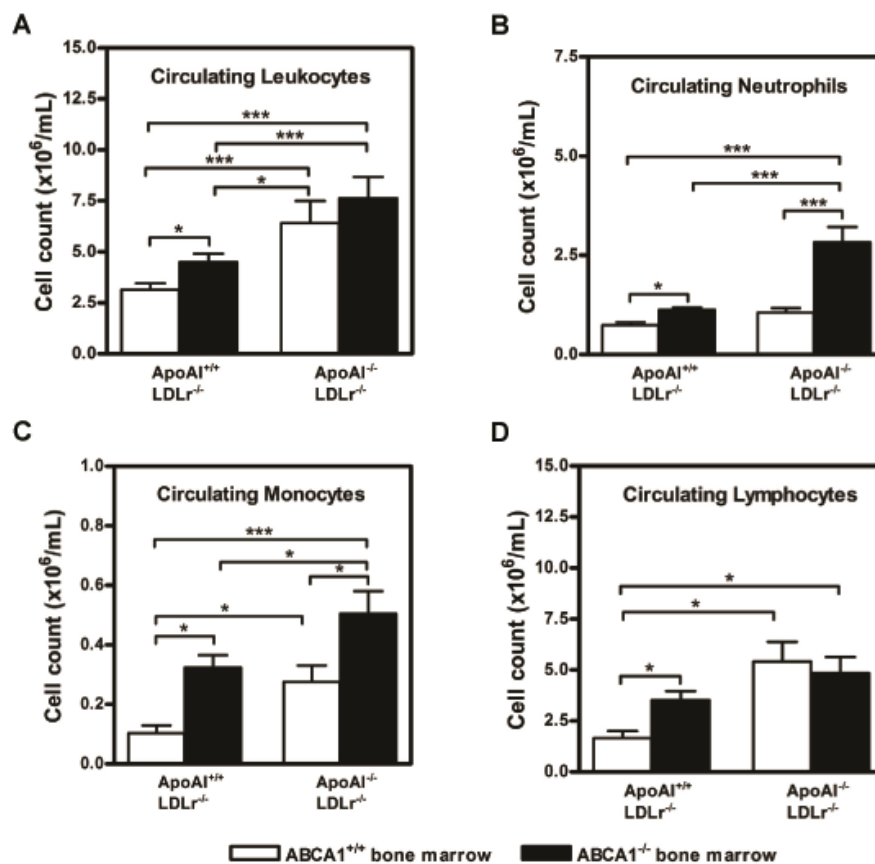 A
Circulating Leukocytes
Cell count (x10⁶/mL)
15.0
12.5
10.0
7.5
5.0
2.5
0.0
***
***
***
*
*
ApoAI⁺/⁺ LDLr⁻/⁻
ApoAI⁻/⁻ LDLr⁻/⁻
B
Circulating Neutrophils
Cell count (x10⁶/mL)
7.5
5.0
2.5
0.0
***
***
***
*
ApoAI⁺/⁺ LDLr⁻/⁻
ApoAI⁻/⁻ LDLr⁻/⁻
C
Circulating Monocytes
Cell count (x10⁶/mL)
1.0
0.8
0.6
0.4
0.2
0.0
***
*
*
*
*
ApoAI⁺/⁺ LDLr⁻/⁻
ApoAI⁻/⁻ LDLr⁻/⁻
D
Circulating Lymphocytes
Cell count (x10⁶/mL)
15.0
12.5
10.0
7.5
5.0
2.5
0.0
*
*
*
ApoAI⁺/⁺ LDLr⁻/⁻
ApoAI⁻/⁻ LDLr⁻/⁻
ABCA1⁺/⁺ bone marrow
ABCA1⁻/⁻ bone marrow